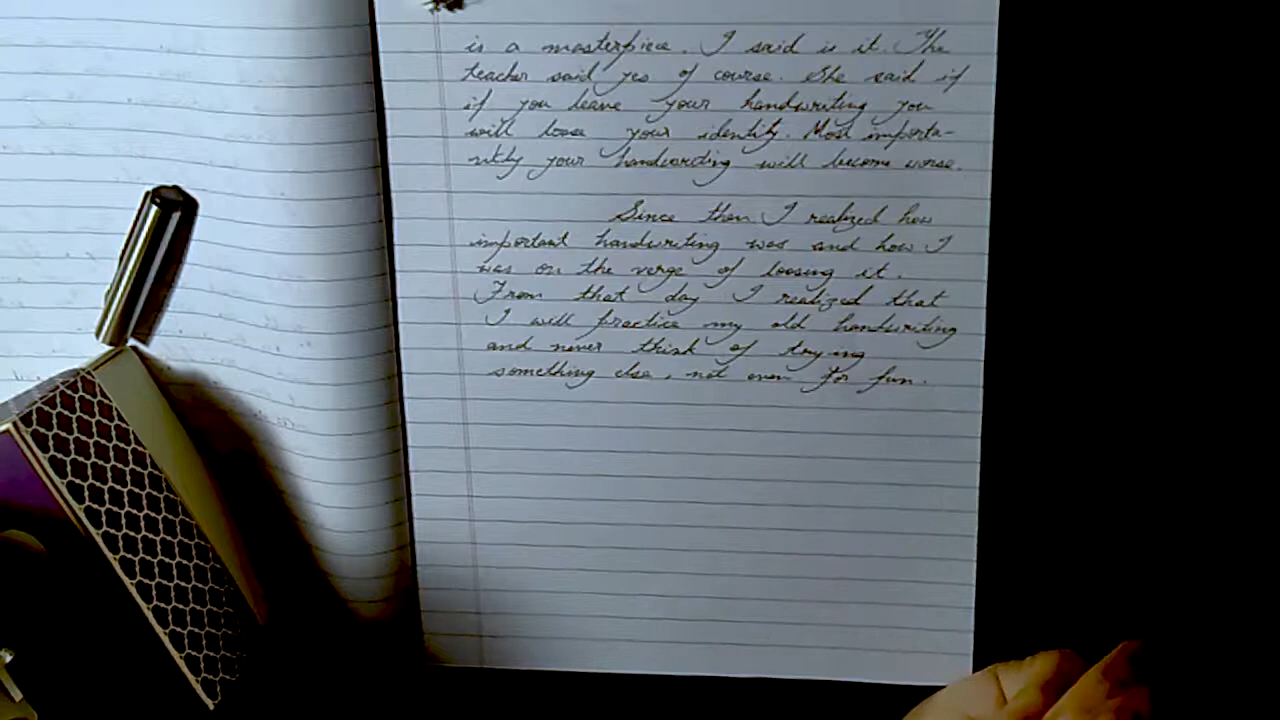 is a masterpiece. I said is it. The
teacher said yes of course. She said if
if you leave your handwriting you
will loose your identity. Most importa-
ntly your handwriting will become worse.
Since then I realized how
important handwriting was and how I
was on the verge of loosing it.
From that day I realized that
I will practice my old handwriting
and never think of trying
something else, not even for fun.